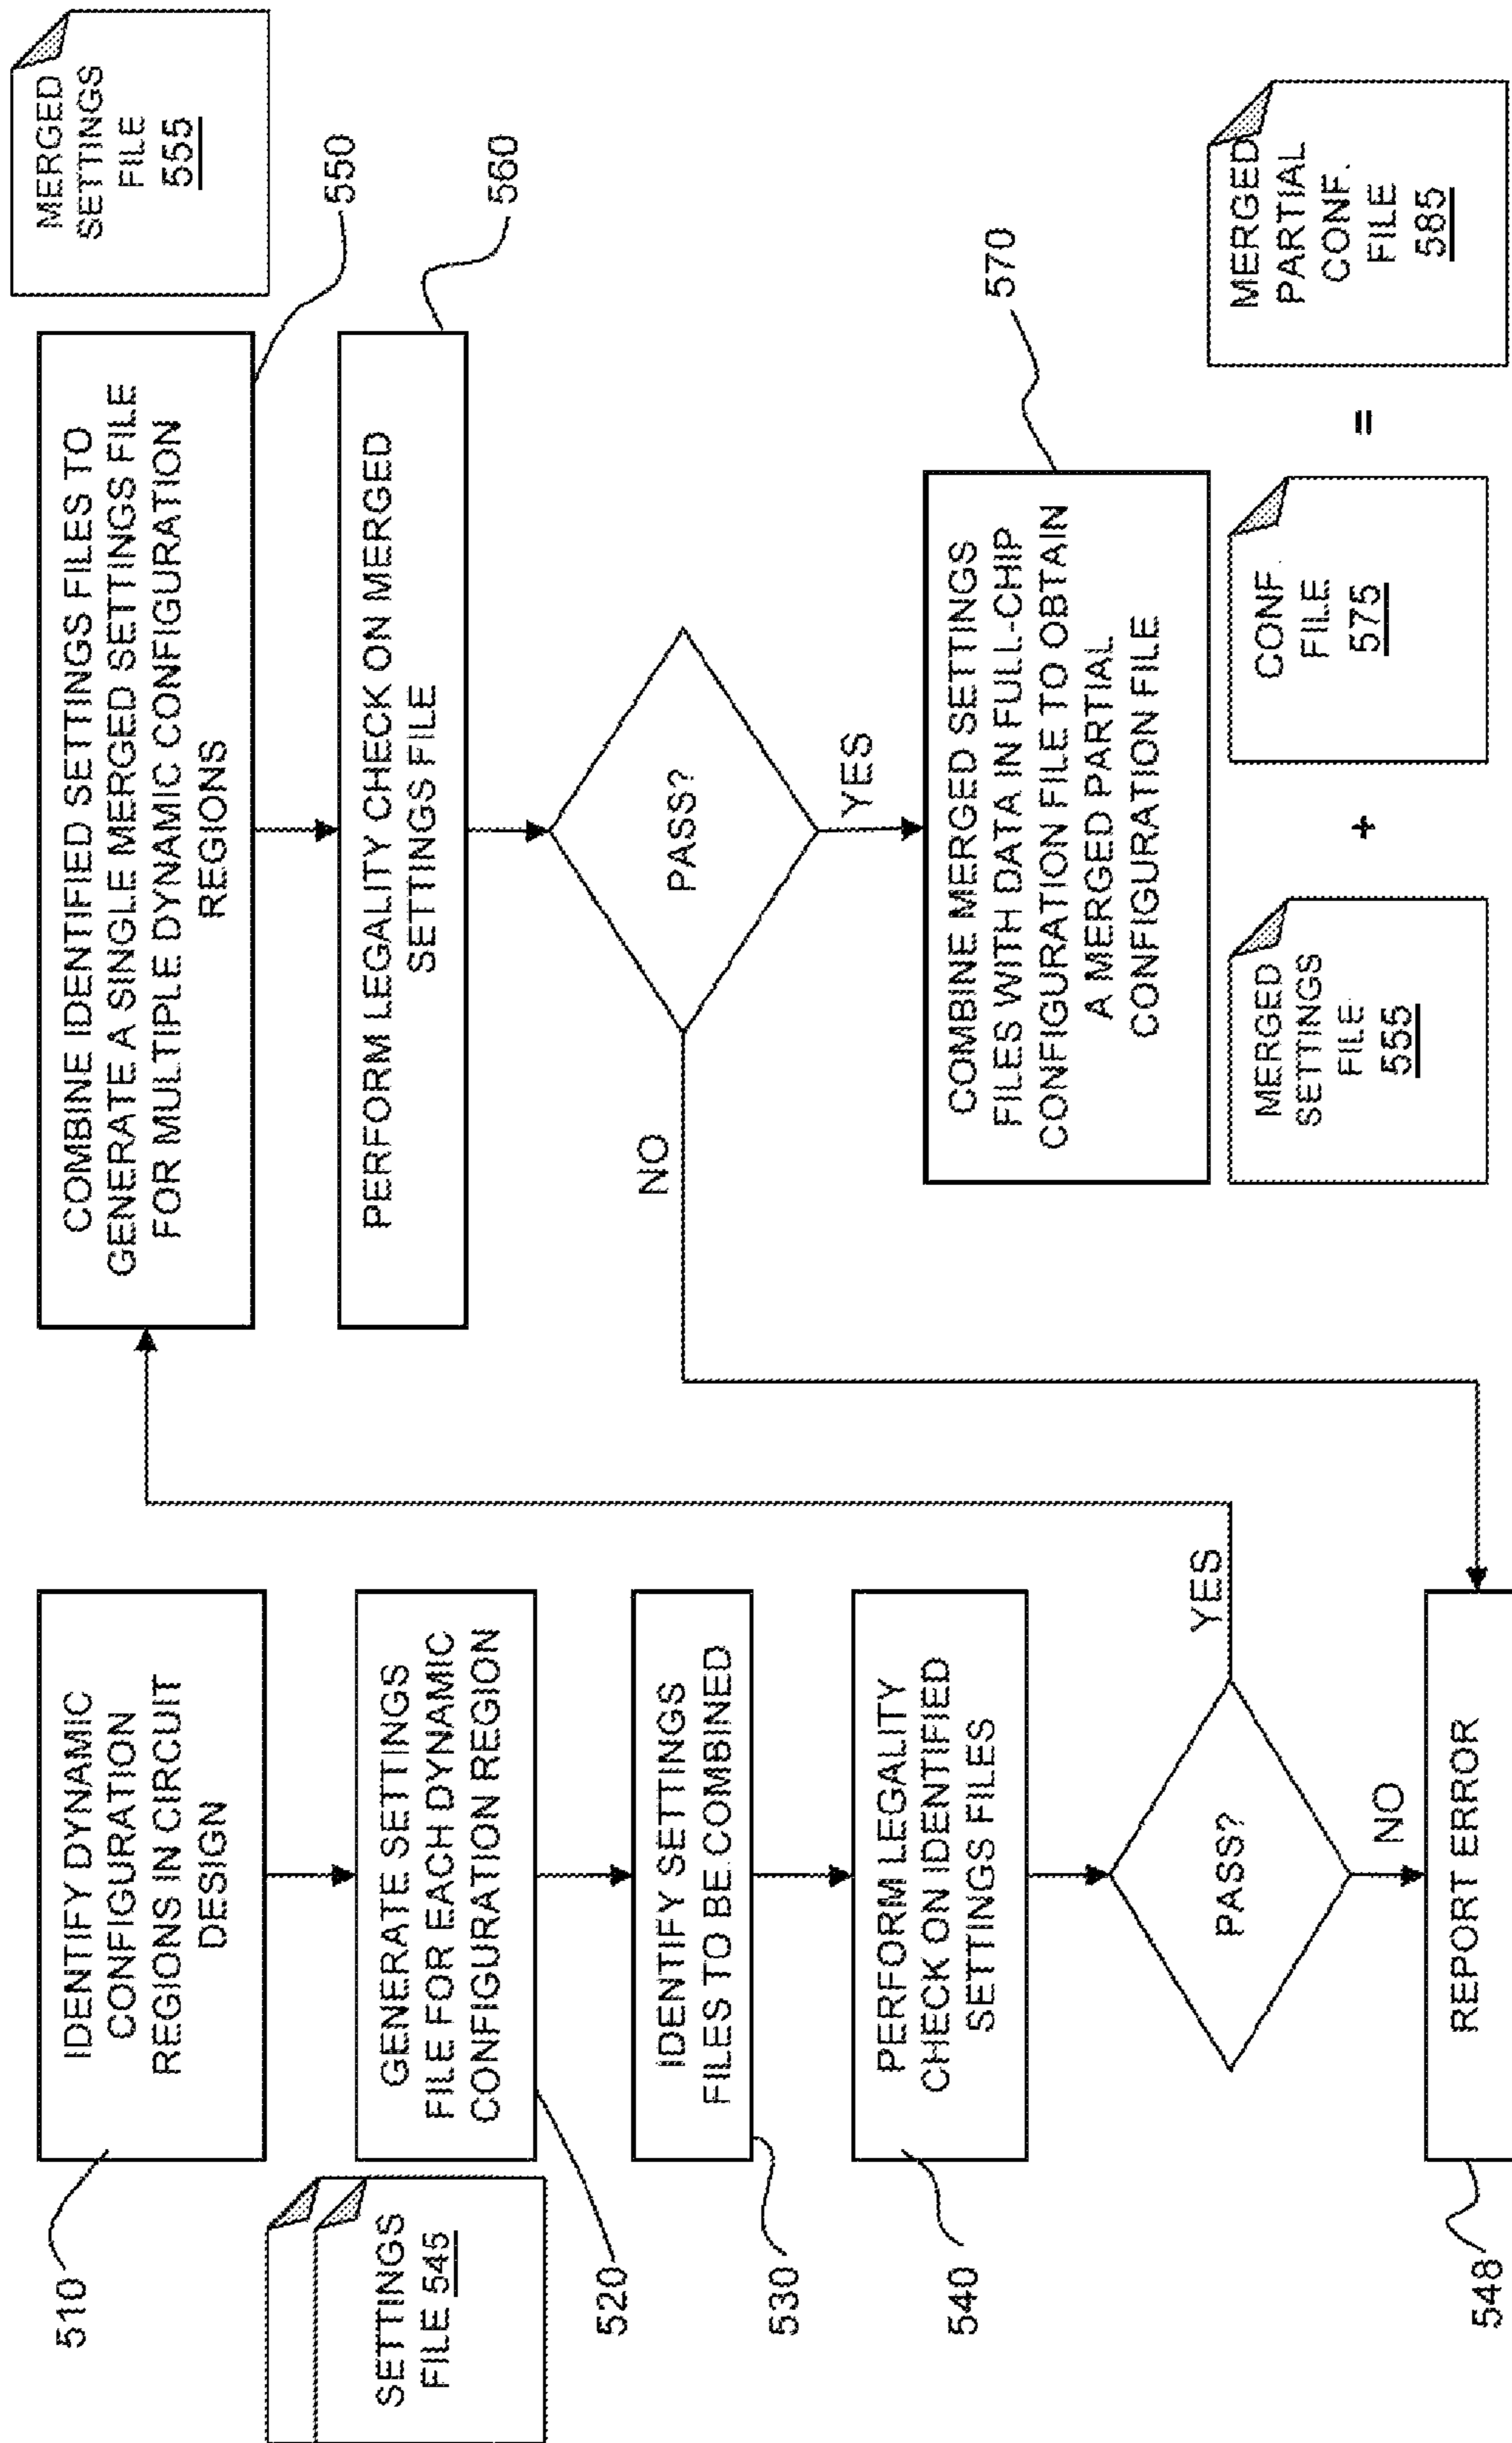 510
IDENTIFY DYNAMIC
CONFIGURATION
REGIONS IN CIRCUIT
DESIGN
SETTINGS
FILE 545
GENERATE SETTINGS
FILE FOR EACH DYNAMIC
CONFIGURATION REGION
520
IDENTIFY SETTINGS
FILES TO BE COMBINED
530
PERFORM LEGALITY
CHECK ON IDENTIFIED
SETTINGS FILES
540
PASS?
YES
NO
REPORT ERROR
548
COMBINE IDENTIFIED SETTINGS FILES TO
GENERATE A SINGLE MERGED SETTINGS FILE
FOR MULTIPLE DYNAMIC CONFIGURATION
REGIONS
MERGED
SETTINGS
FILE
555
550
PERFORM LEGALITY CHECK ON MERGED
SETTINGS FILE
560
PASS?
NO
YES
COMBINE MERGED SETTINGS
FILES WITH DATA IN FULL-CHIP
CONFIGURATION FILE TO OBTAIN
A MERGED PARTIAL
CONFIGURATION FILE
570
MERGED
SETTINGS
FILE
555
+
CONF.
FILE
575
=
MERGED
PARTIAL
CONF.
FILE
585